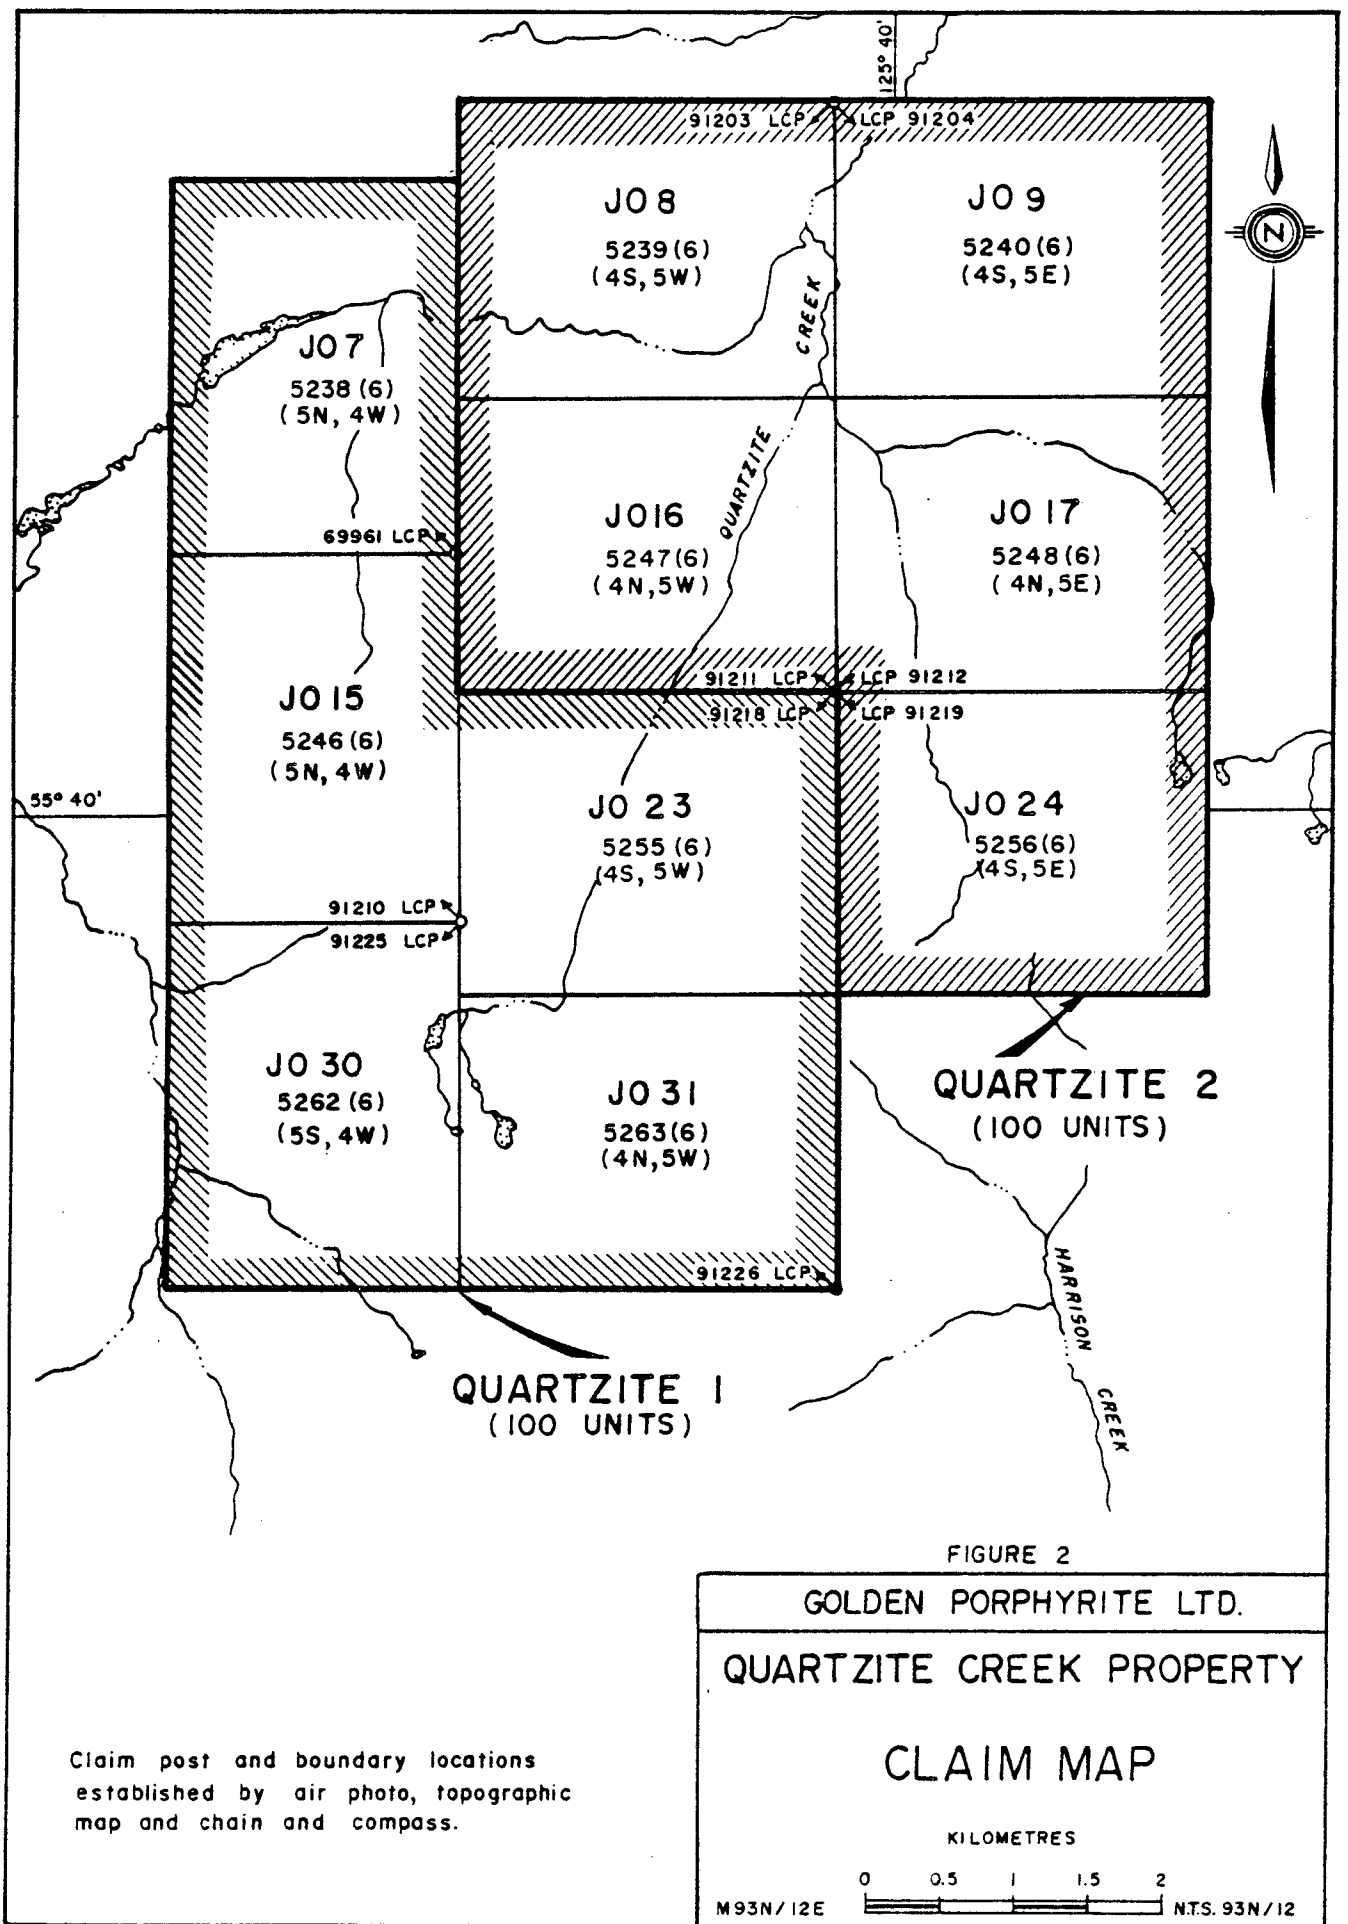 125° 40'
91203 LCP
LCP 91204
JO 8
5239(6)
(4S, 5W)
JO 9
5240(6)
(4S, 5E)
N
JO 7
5238 (6)
(5N, 4W)
QUARTZITE CREEK
69961 LCP
JO16
5247(6)
(4N, 5W)
JO 17
5248(6)
(4N, 5E)
91211 LCP
LCP 91212
91218 LCP
LCP 91219
JO 15
5246(6)
(5N, 4W)
55° 40'
JO 23
5255 (6)
(4S, 5W)
JO 24
5256(6)
(4S, 5E)
91210 LCP
91225 LCP
JO 30
5262 (6)
(5S, 4W)
JO 31
5263(6)
(4N, 5W)
QUARTZITE 2
(100 UNITS)
91226 LCP
HARRISON CREEK
QUARTZITE 1
(100 UNITS)
FIGURE 2
GOLDEN PORPHYRITE LTD.
QUARTZITE CREEK PROPERTY
CLAIM MAP
Claim post and boundary locations
established by air photo, topographic
map and chain and compass.
KILOMETRES
0 0.5 1 1.5 2
M93N/12E
N.T.S. 93N/12